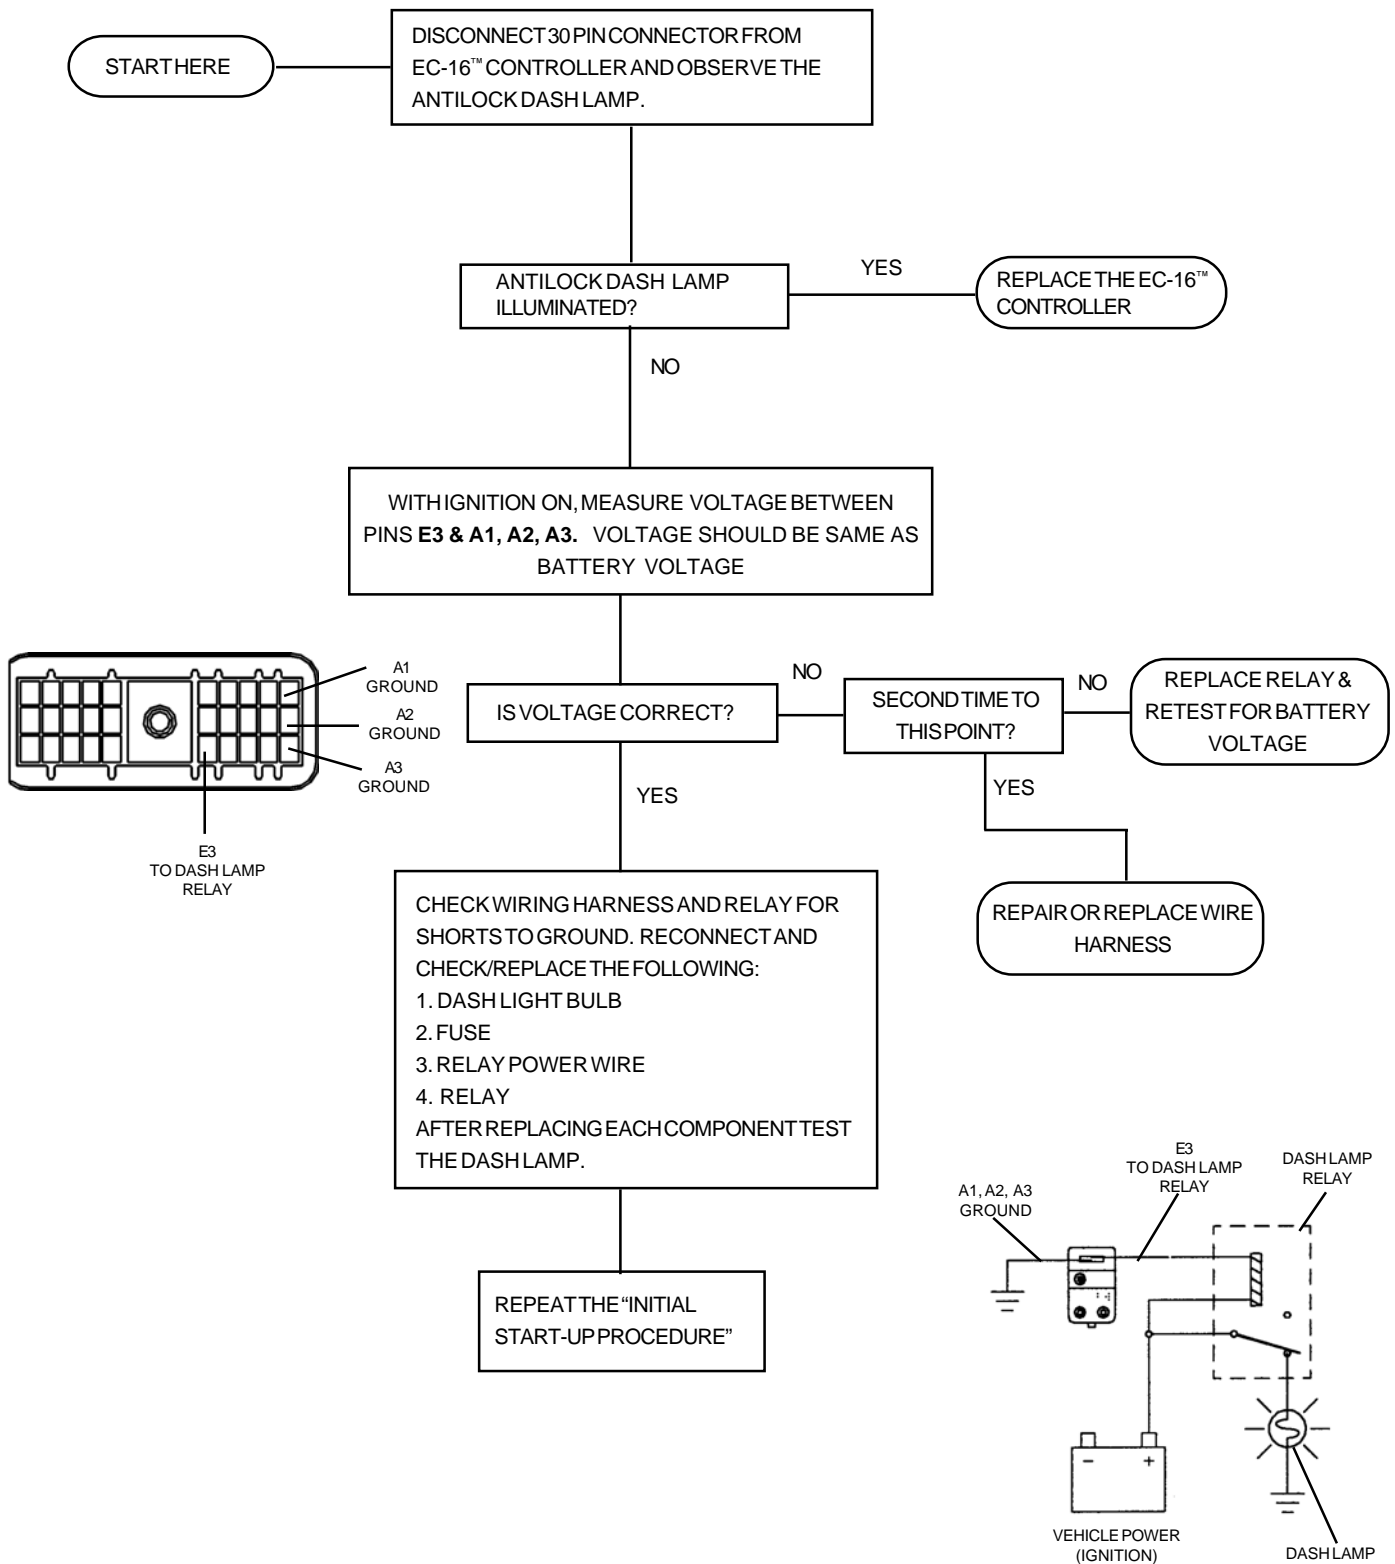 START HERE
DISCONNECT 30 PIN CONNECTOR FROM
EC-16™ CONTROLLER AND OBSERVE THE
ANTILOCK DASH LAMP.
ANTILOCK DASH LAMP
ILLUMINATED?
YES
REPLACE THE EC-16™
CONTROLLER
NO
WITH IGNITION ON, MEASURE VOLTAGE BETWEEN
PINS E3 & A1, A2, A3. VOLTAGE SHOULD BE SAME AS
BATTERY VOLTAGE
A1
GROUND
A2
GROUND
A3
GROUND
E3
TO DASH LAMP
RELAY
IS VOLTAGE CORRECT?
NO
SECOND TIME TO
THIS POINT?
NO
REPLACE RELAY &
RETEST FOR BATTERY
VOLTAGE
YES
REPAIR OR REPLACE WIRE
HARNESS
YES
CHECK WIRING HARNESS AND RELAY FOR
SHORTS TO GROUND. RECONNECT AND
CHECK/REPLACE THE FOLLOWING:
1. DASH LIGHT BULB
2. FUSE
3. RELAY POWER WIRE
4. RELAY
AFTER REPLACING EACH COMPONENT TEST
THE DASH LAMP.
REPEAT THE “INITIAL
START-UP PROCEDURE”
A1, A2, A3
GROUND
E3
TO DASH LAMP
RELAY
DASH LAMP
RELAY
- +
VEHICLE POWER
(IGNITION)
DASH LAMP